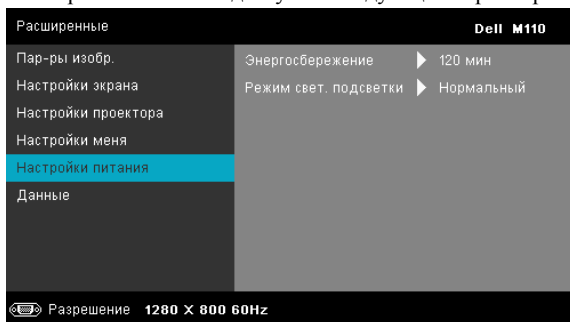 Расширенные Dell M110
Пар-ры изобр.
Настройки экрана
Настройки проектора
Настройки меня
Настройки питания
Данные
Энергосбережение 120 мин
Режим свет. подсветки Нормальный
Разрешение 1280 X 800 60Hz